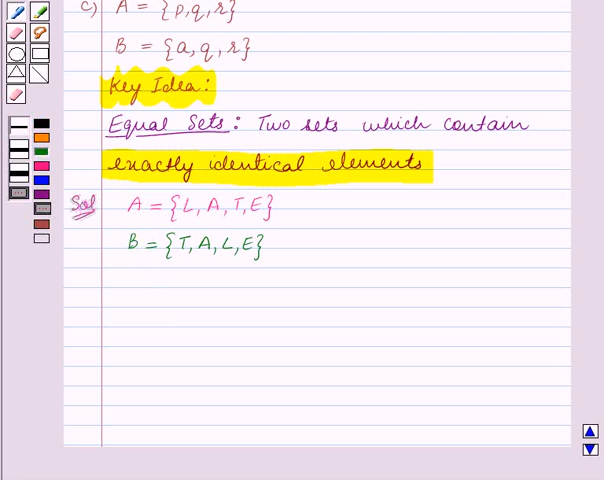 c) A = {p,q,r}
B = {a,q,r}
Key Idea:
Equal Sets: Two sets which contain
exactly identical elements
Sol A = {L, A, T, E}
B = {T, A, L, E}